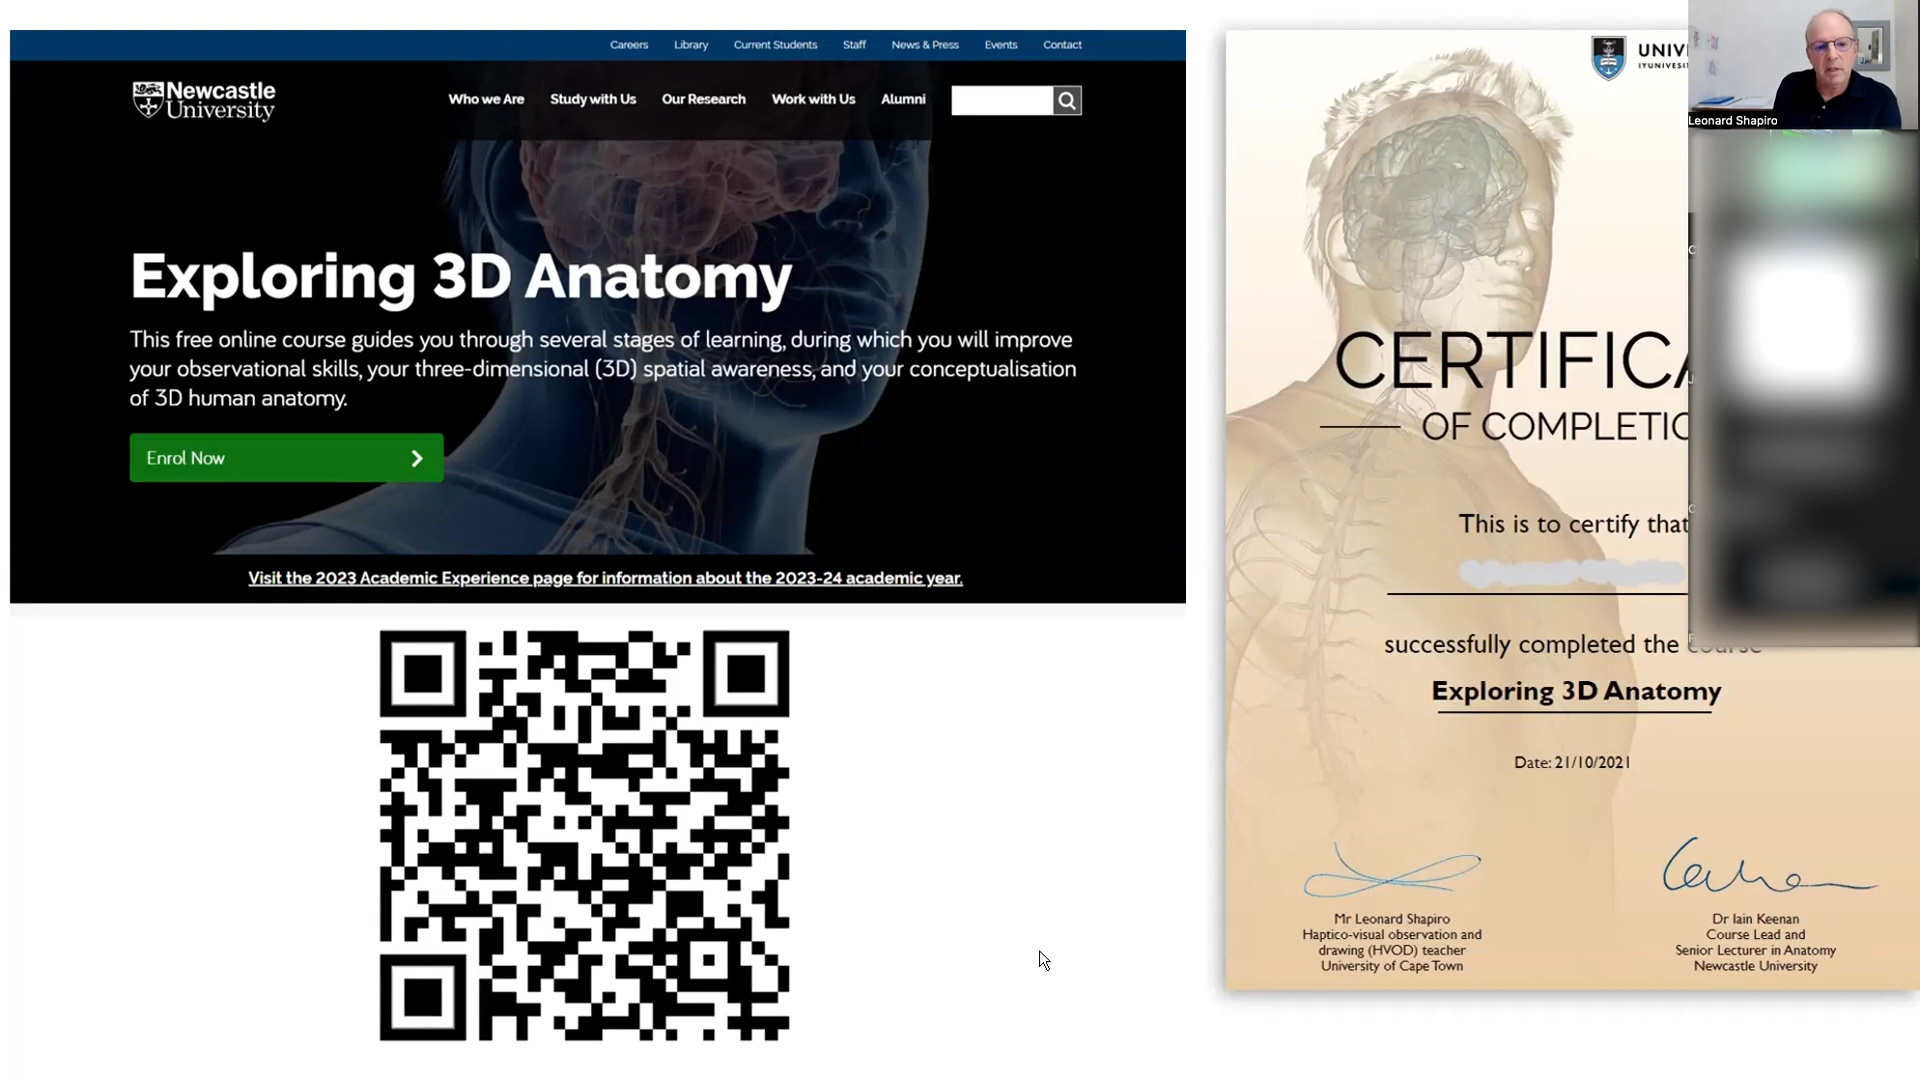 Careers Library Current Students Staff News & Press Events Contact
Newcastle
University
Who we Are Study with Us Our Research Work with Us Alumni
Exploring 3D Anatomy
This free online course guides you through several stages of learning, during which you will improve
your observational skills, your three-dimensional (3D) spatial awareness, and your conceptualisation
of 3D human anatomy.
Enrol Now
Visit the 2023 Academic Experience page for information about the 2023-24 academic year.
UNIV
IYUNIVESIT
Leonard Shapiro
CERTIFICA
OF COMPLETIO
This is to certify that
successfully completed the course
Exploring 3D Anatomy
Date: 21/10/2021
Mr Leonard Shapiro
Haptico-visual observation and
drawing (HVOD) teacher
University of Cape Town
Dr Iain Keenan
Course Lead and
Senior Lecturer in Anatomy
Newcastle University